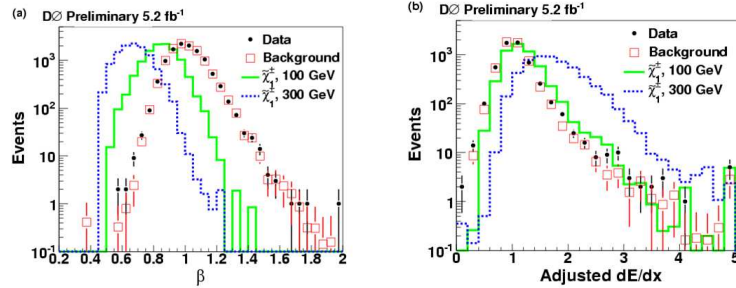 (a) DØ Preliminary 5.2 fb⁻¹
Events
10³
10²
10
1
10⁻¹
Data
Background
χ̃₁±, 100 GeV
χ̃₁±, 300 GeV
0.2 0.4 0.6 0.8 1 1.2 1.4 1.6 1.8 2
β
(b) DØ Preliminary 5.2 fb⁻¹
Events
10³
10²
10
1
10⁻¹
Data
Background
χ̃₁±, 100 GeV
χ̃₁±, 300 GeV
0 1 2 3 4 5
Adjusted dE/dx